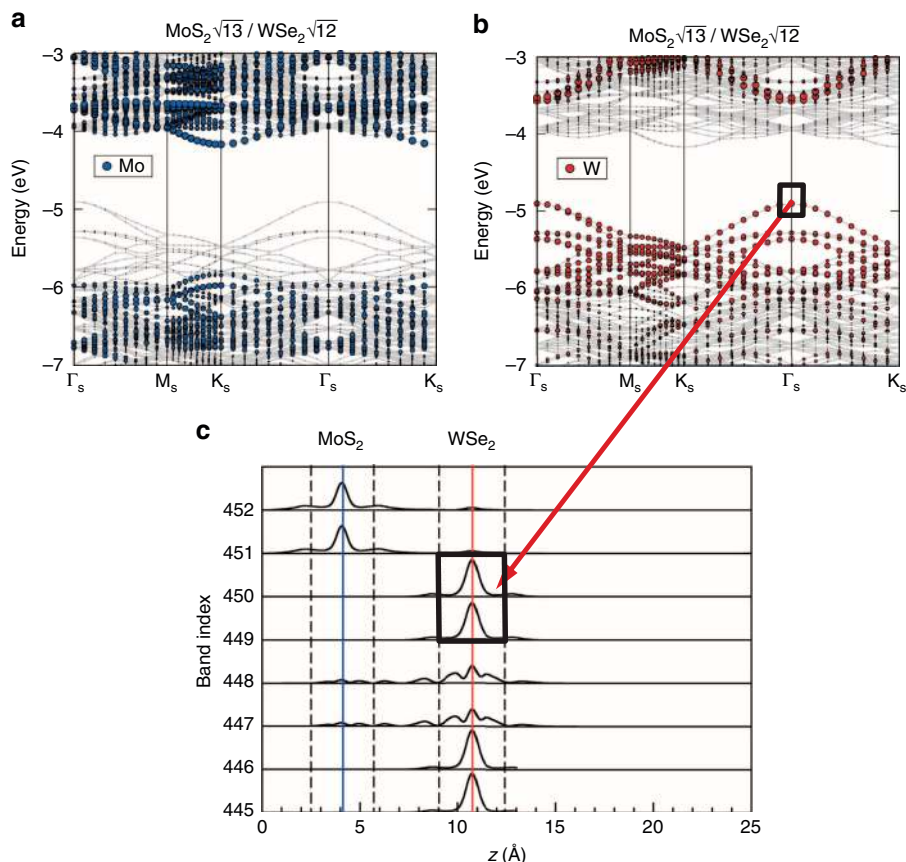 a
MoS₂√13 / WSe₂√12
−3
−4
−5
−6
−7
Energy (eV)
Mo
Γₛ Mₛ Kₛ Γₛ Kₛ
b
MoS₂√13 / WSe₂√12
−3
−4
−5
−6
−7
Energy (eV)
W
Γₛ Mₛ Kₛ Γₛ Kₛ
c
MoS₂ WSe₂
452
451
450
449
448
447
446
445
Band index
0 5 10 15 20 25
z (Å)